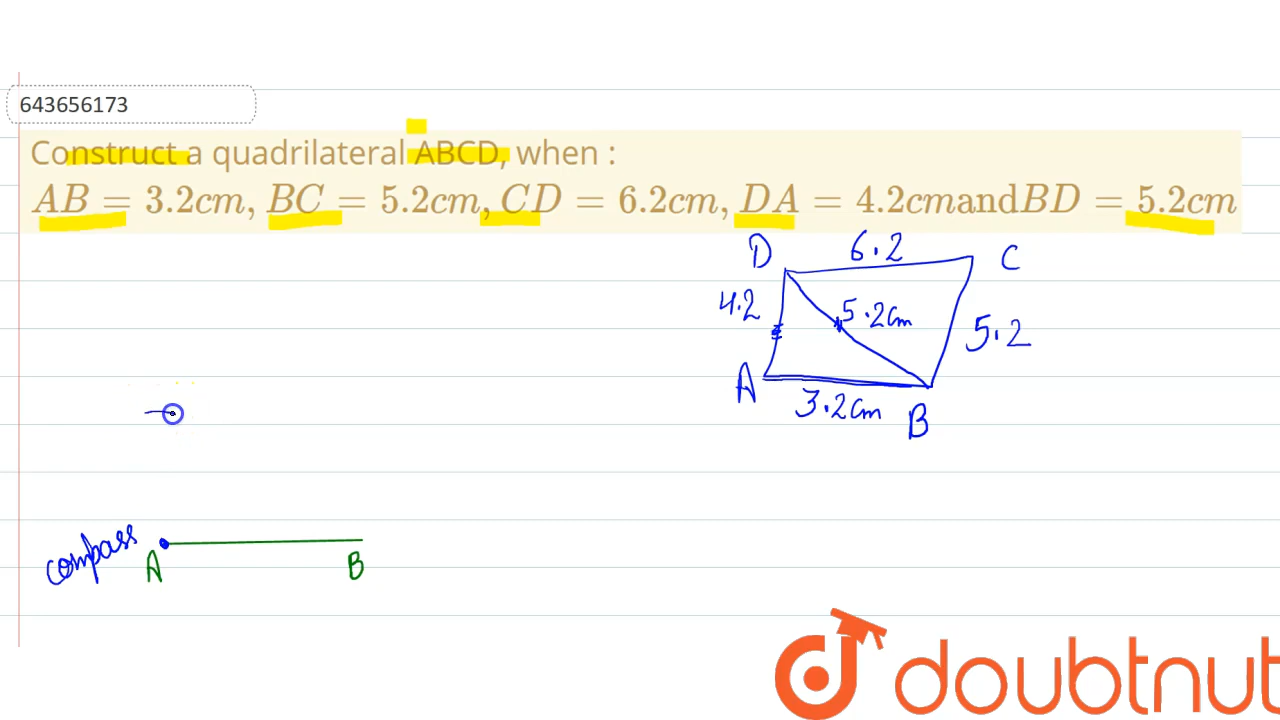 643656173
Construct a quadrilateral ABCD, when :
AB = 3.2cm, BC = 5.2cm, CD = 6.2cm, DA = 4.2cmandBD = 5.2cm
D 6.2 C
4.2 5.2cm 5.2
A 3.2cm B
compass A B
doubtnut